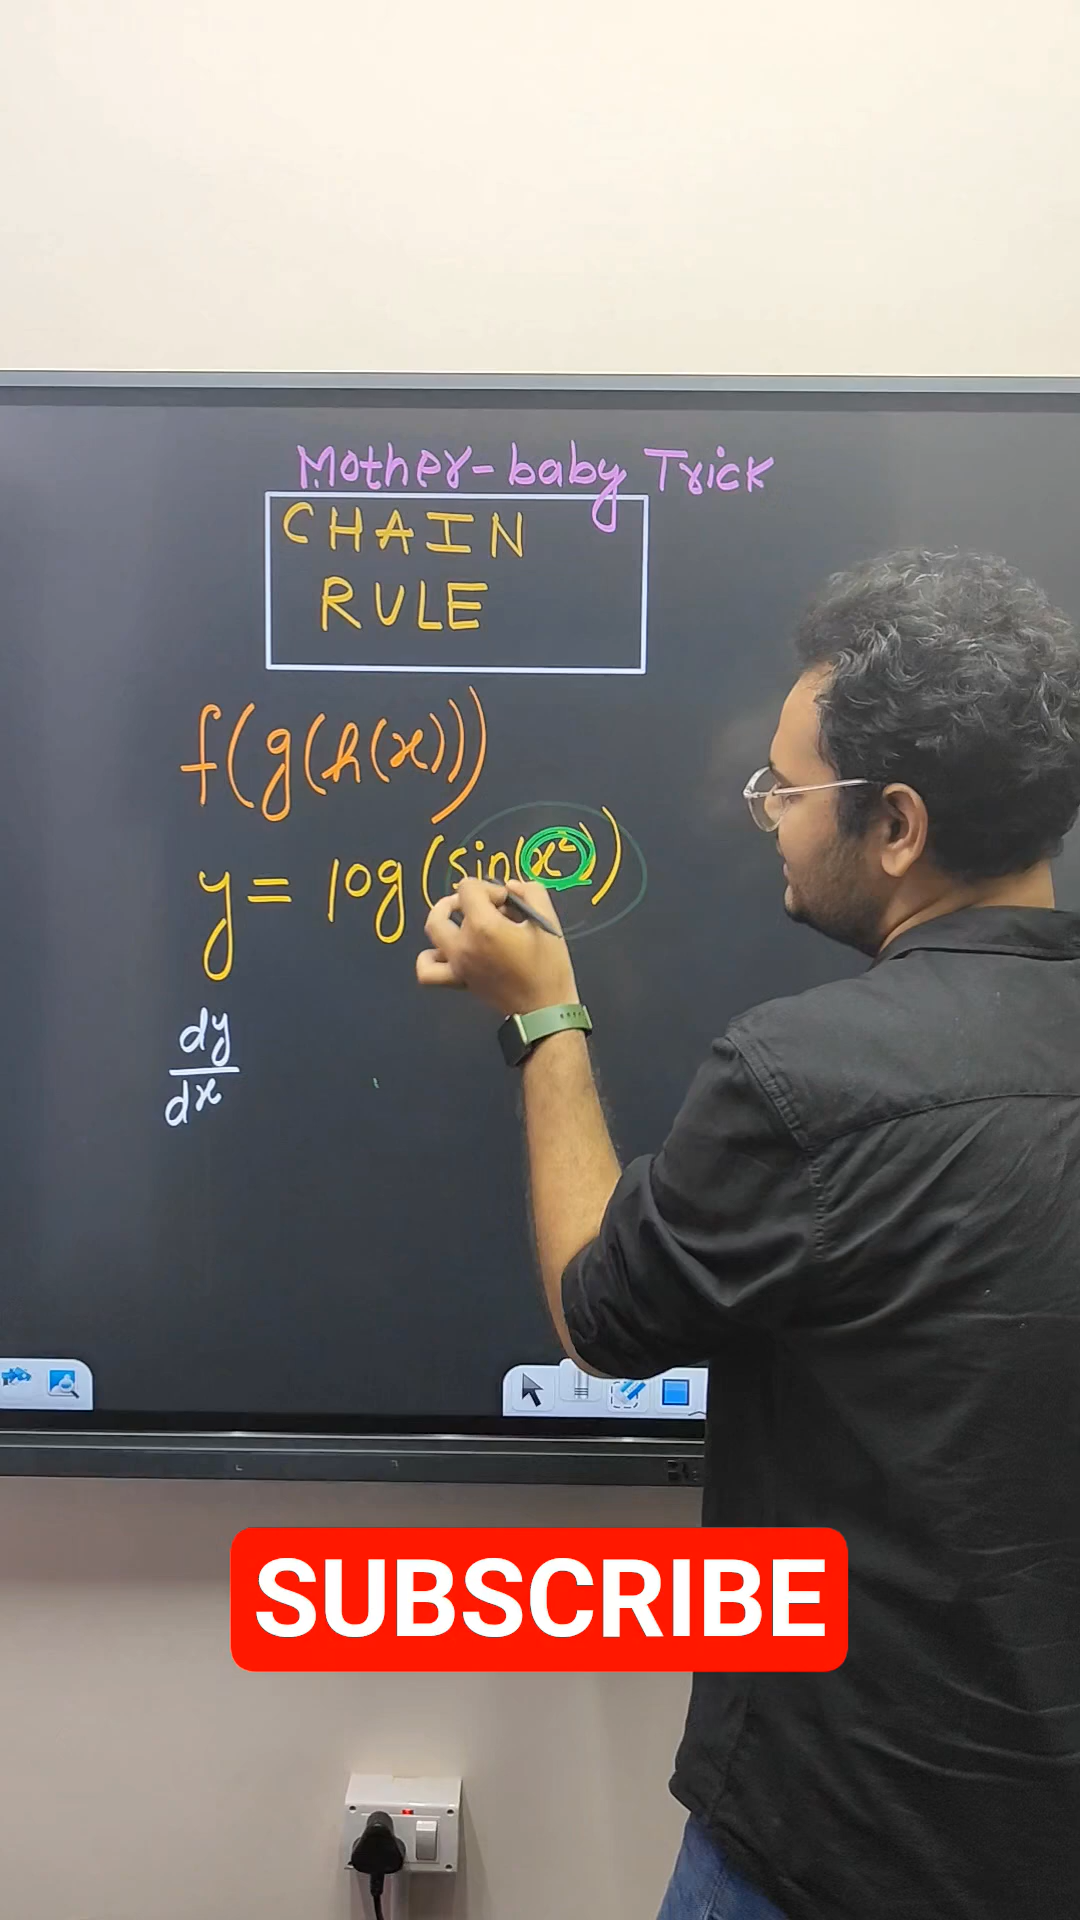 Mother-baby Trick
CHAIN
RULE
f(g(h(x)))
y = log(sin(x²))
dy
dx
SUBSCRIBE